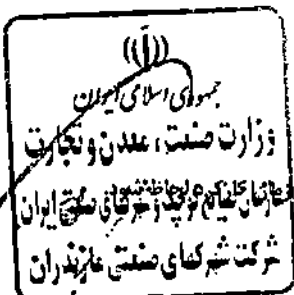 جمهوری اسلامی ایران
وزارت صنعت، معدن و تجارت
سازمان صنایع کوچک و شهرکهای صنعتی ایران
شرکت شهرکهای صنعتی مازندران